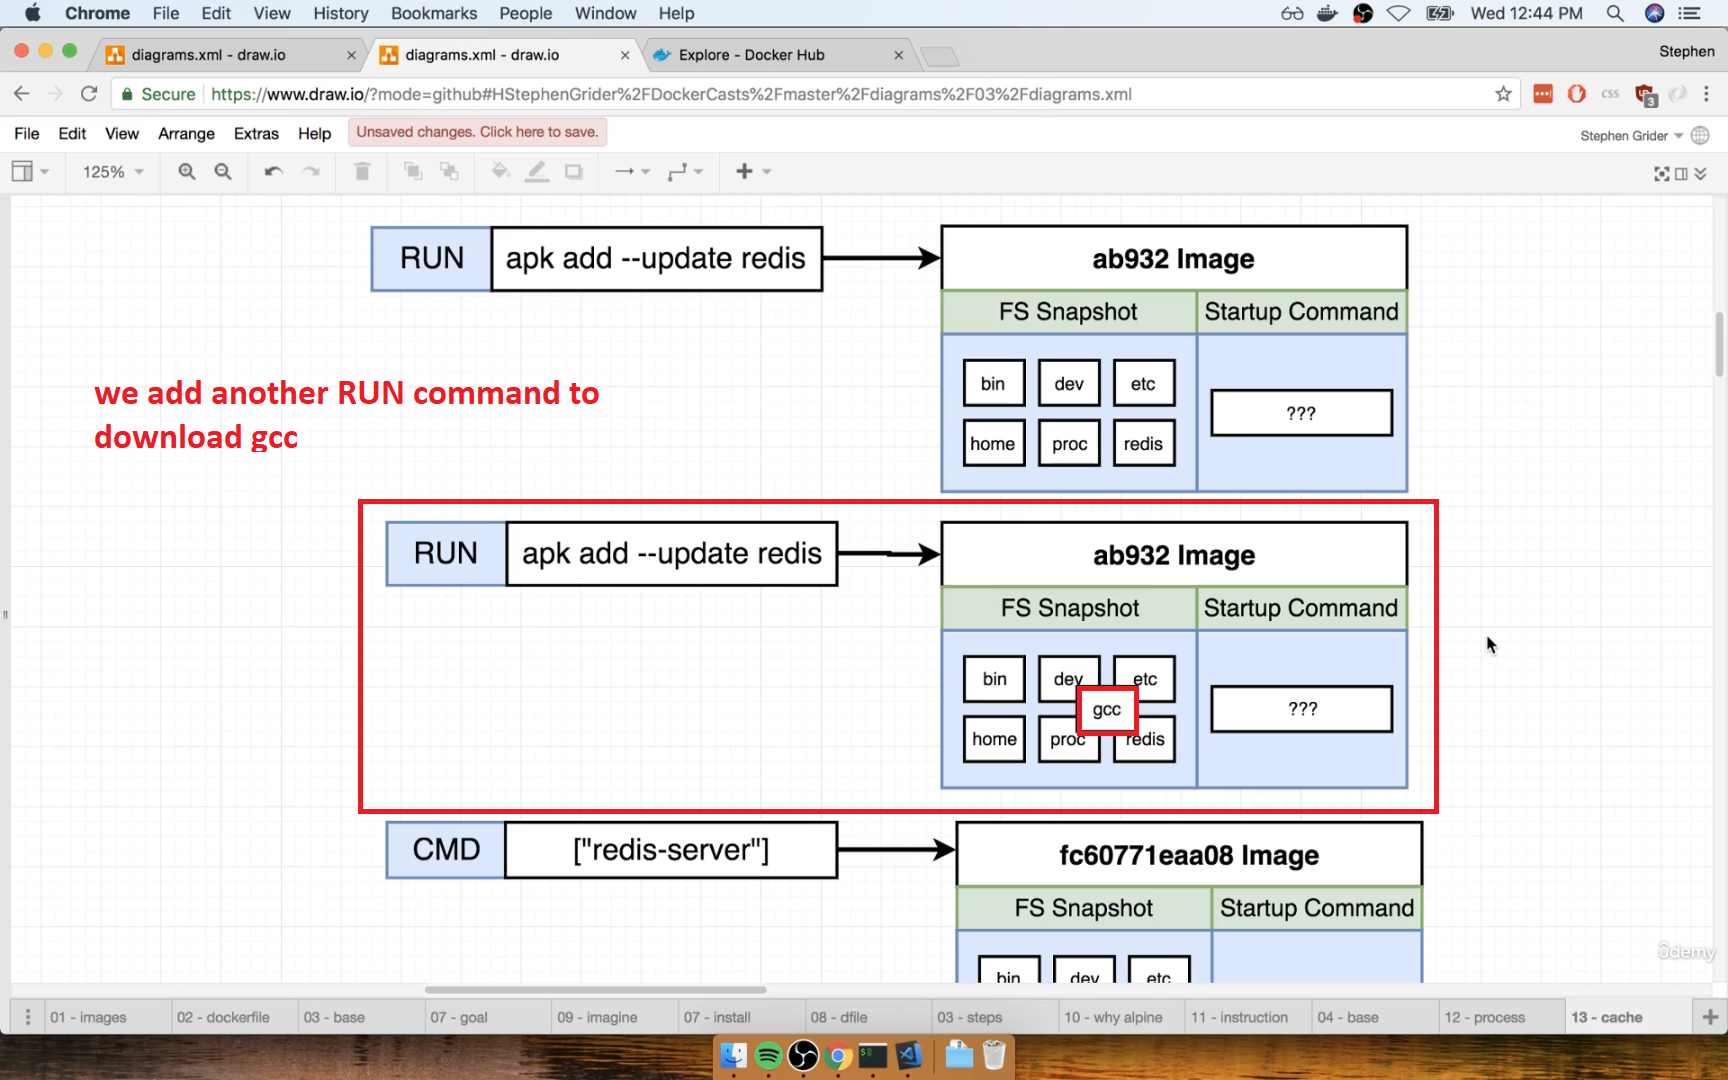 Chrome File Edit View History Bookmarks People Window Help Wed 12:44 PM
diagrams.xml - draw.io diagrams.xml - draw.io Explore - Docker Hub Stephen
Secure https://www.draw.io/?mode=github#HStephenGrider%2FDockerCasts%2Fmaster%2Fdiagrams%2F03%2Fdiagrams.xml css 3
File Edit View Arrange Extras Help Unsaved changes. Click here to save. Stephen Grider
125%
RUN apk add --update redis ab932 Image
FS Snapshot Startup Command
bin dev etc
???
home proc redis
we add another RUN command to
download gcc
RUN apk add --update redis ab932 Image
FS Snapshot Startup Command
bin dev etc
gcc ???
home proc redis
CMD ["redis-server"] fc60771eaa08 Image
FS Snapshot Startup Command
bin dev etc
ûdemy
01 - images 02 - dockerfile 03 - base 07 - goal 09 - imagine 07 - install 08 - dfile 03 - steps 10 - why alpine 11 - instruction 04 - base 12 - process 13 - cache